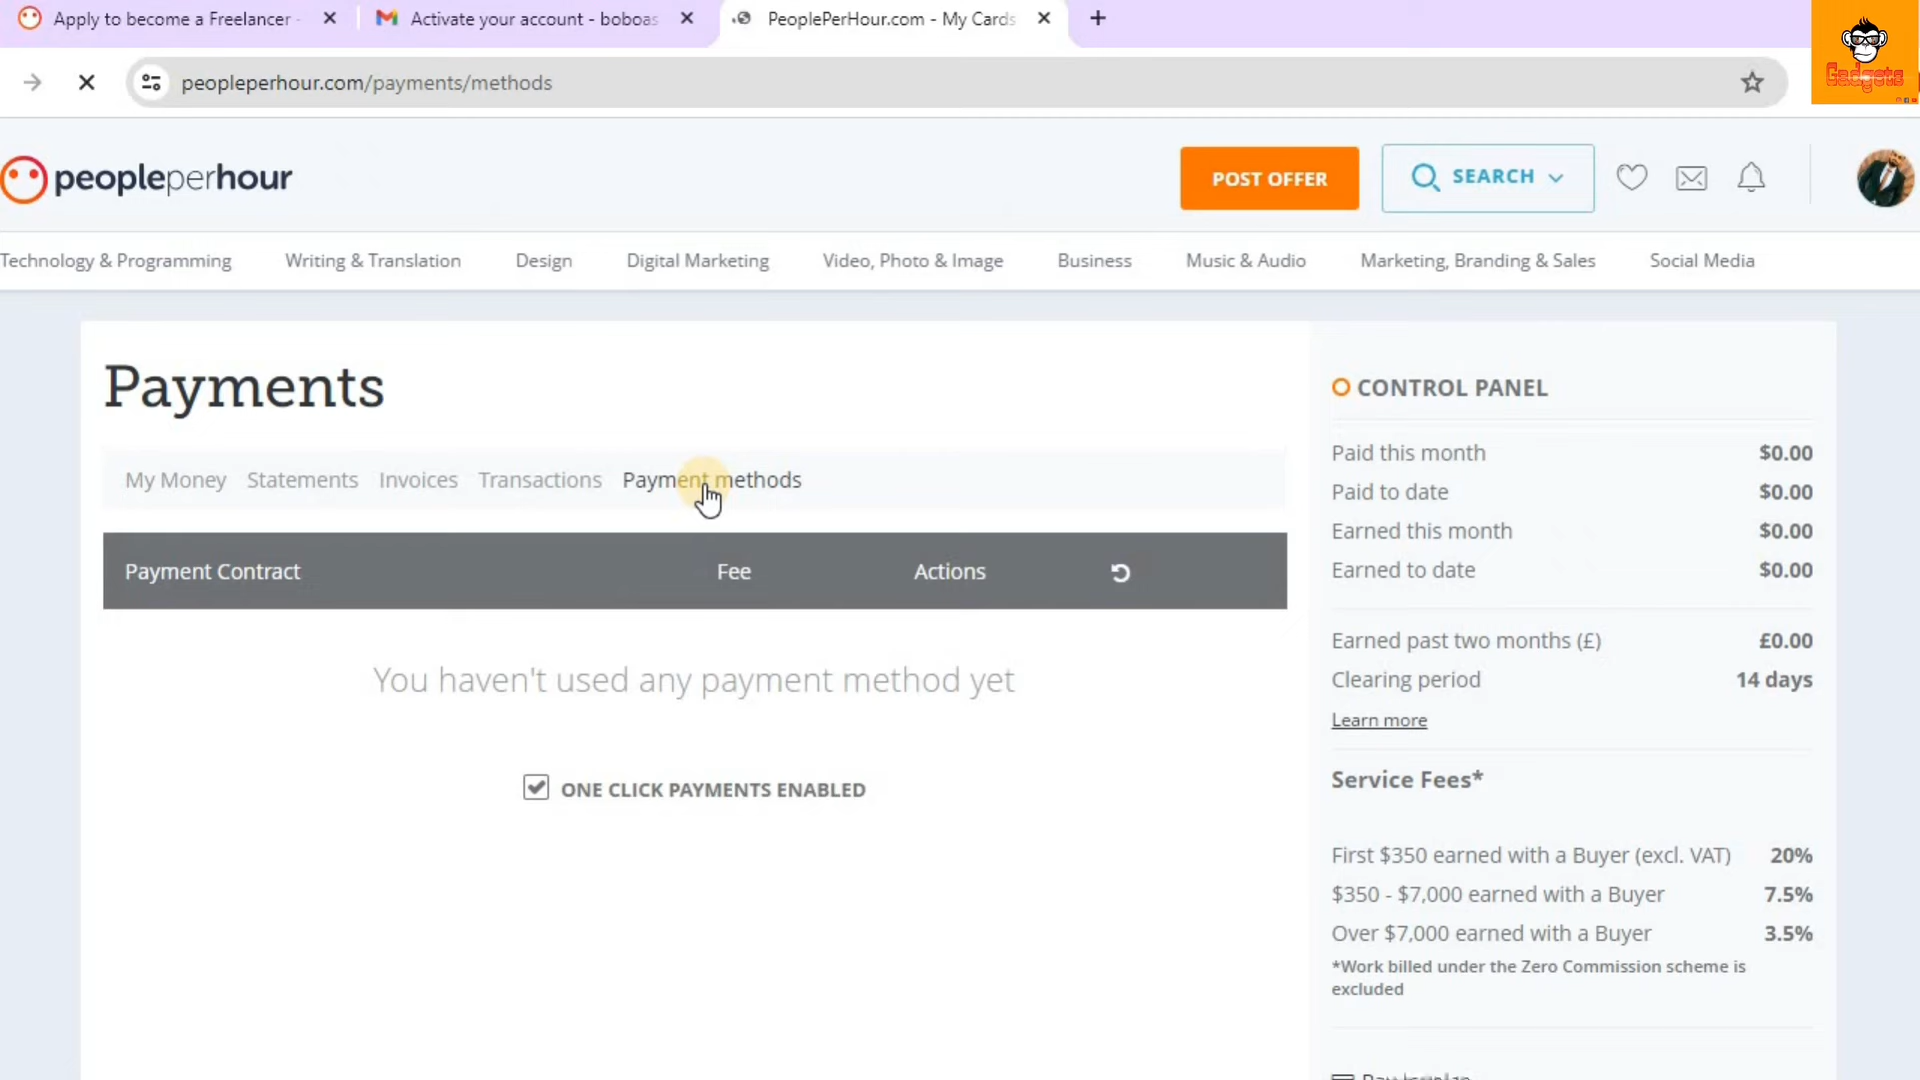 Apply to become a Freelancer -
Activate your account - boboas
PeoplePerHour.com - My Cards
peopleperhour.com/payments/methods
Gadgets
peopleperhour
POST OFFER
SEARCH
Technology & Programming
Writing & Translation
Design
Digital Marketing
Video, Photo & Image
Business
Music & Audio
Marketing, Branding & Sales
Social Media
Payments
My Money
Statements
Invoices
Transactions
Payment methods
Payment Contract
Fee
Actions
You haven't used any payment method yet
ONE CLICK PAYMENTS ENABLED
CONTROL PANEL
Paid this month $0.00
Paid to date $0.00
Earned this month $0.00
Earned to date $0.00
Earned past two months (£) £0.00
Clearing period 14 days
Learn more
Service Fees*
First $350 earned with a Buyer (excl. VAT) 20%
$350 - $7,000 earned with a Buyer 7.5%
Over $7,000 earned with a Buyer 3.5%
*Work billed under the Zero Commission scheme is
excluded